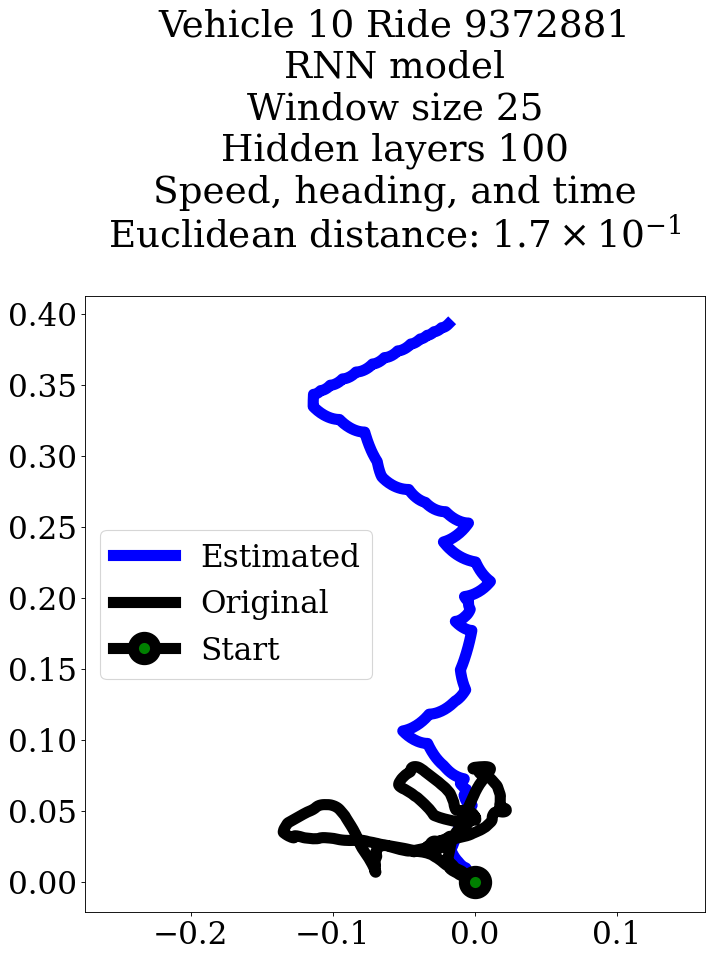 Vehicle 10 Ride 9372881
RNN model
Window size 25
Hidden layers 100
Speed, heading, and time
Euclidean distance: 1.7 × 10⁻¹
0.40
0.35
0.30
0.25
0.20
0.15
0.10
0.05
0.00
Estimated
Original
Start
−0.2
−0.1
0.0
0.1